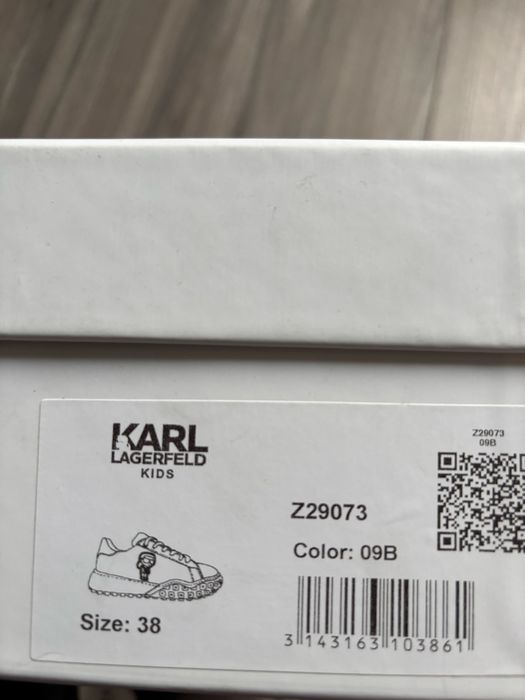 KARL
LAGERFELD
KIDS
Size: 38
Z29073
Color: 09B
3 143163 103861
Z29073
09B